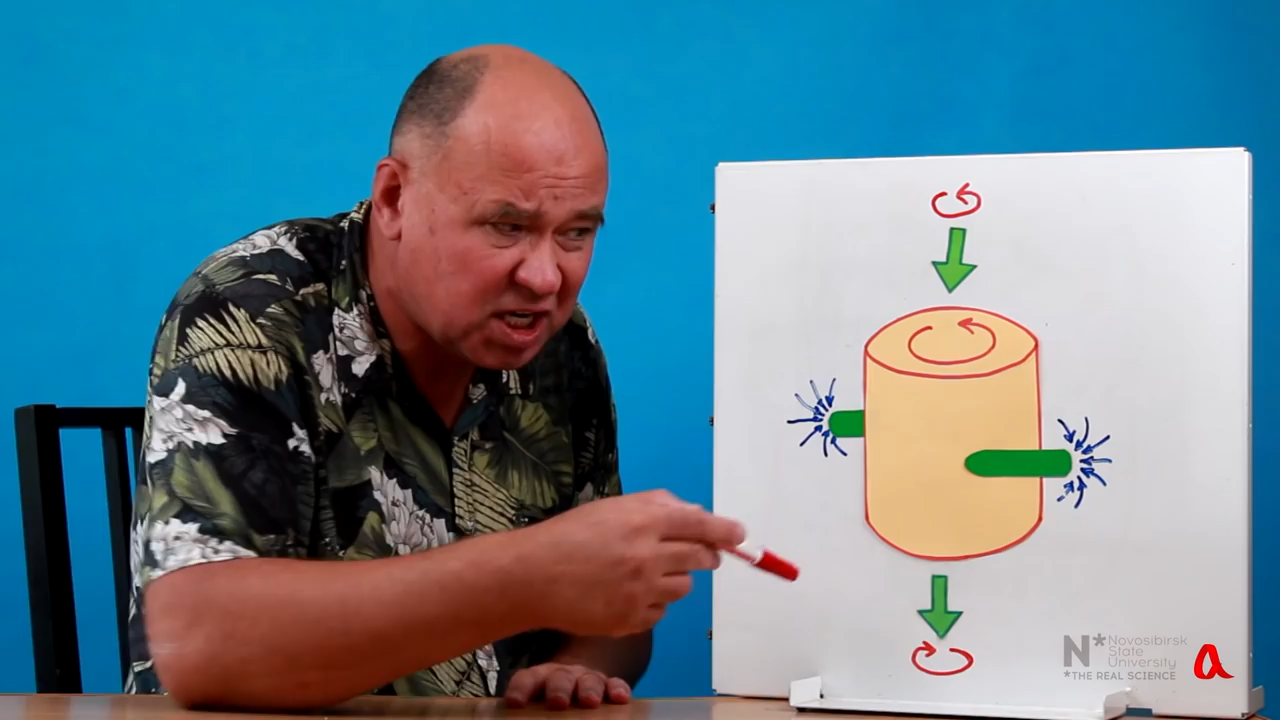 N*
Novosibirsk
State
University
*THE REAL SCIENCE
a